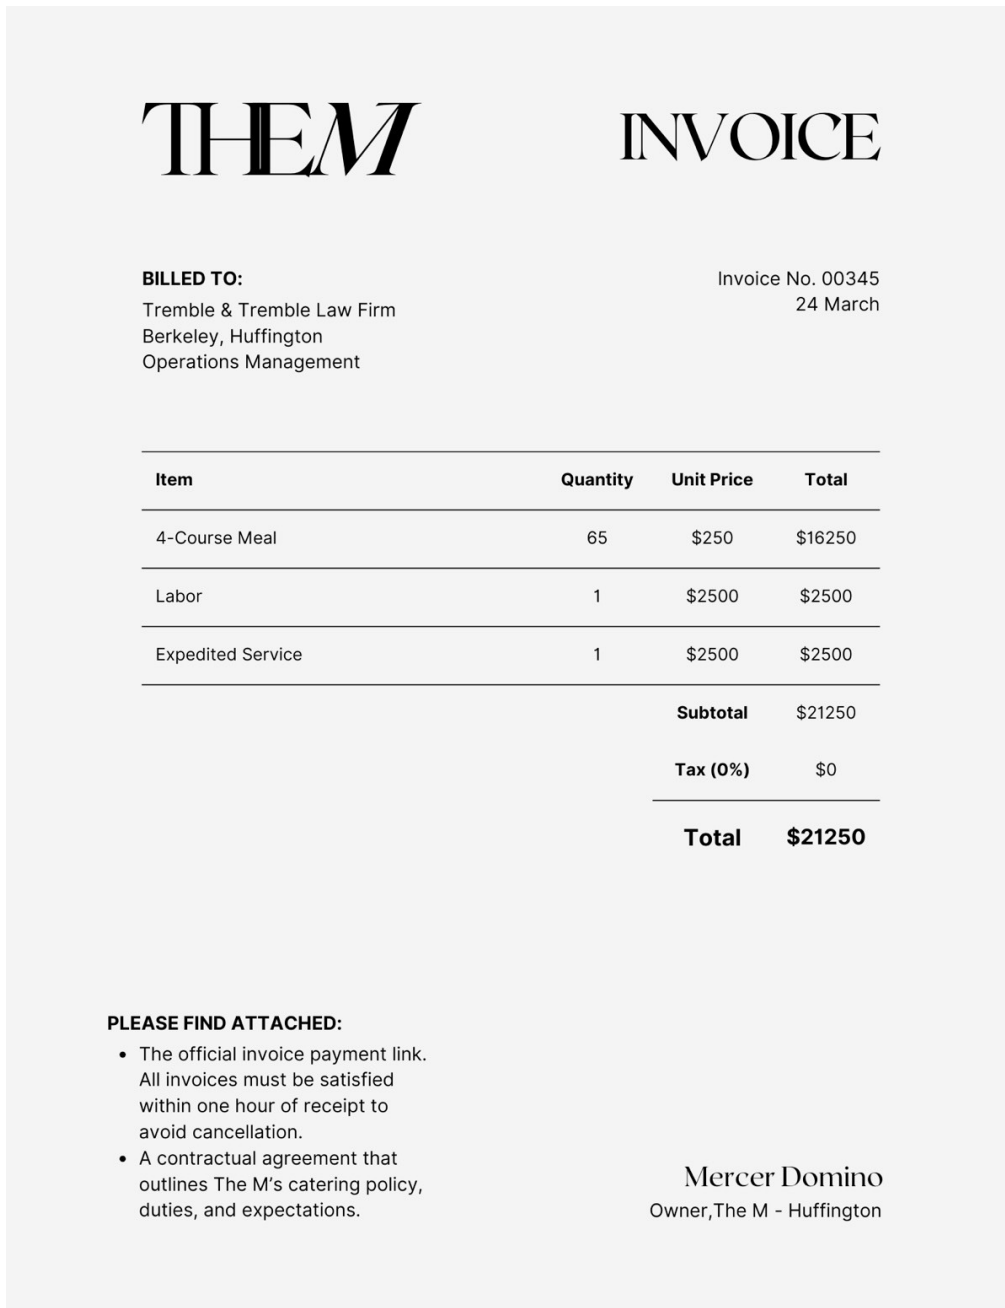 THE M
INVOICE
BILLED TO:
Tremble & Tremble Law Firm
Berkeley, Huffington
Operations Management
Invoice No. 00345
24 March
Item Quantity Unit Price Total
4-Course Meal 65 $250 $16250
Labor 1 $2500 $2500
Expedited Service 1 $2500 $2500
Subtotal $21250
Tax (0%) $0
Total $21250
PLEASE FIND ATTACHED:
• The official invoice payment link.
All invoices must be satisfied
within one hour of receipt to
avoid cancellation.
• A contractual agreement that
outlines The M’s catering policy,
duties, and expectations.
Mercer Domino
Owner,The M - Huffington